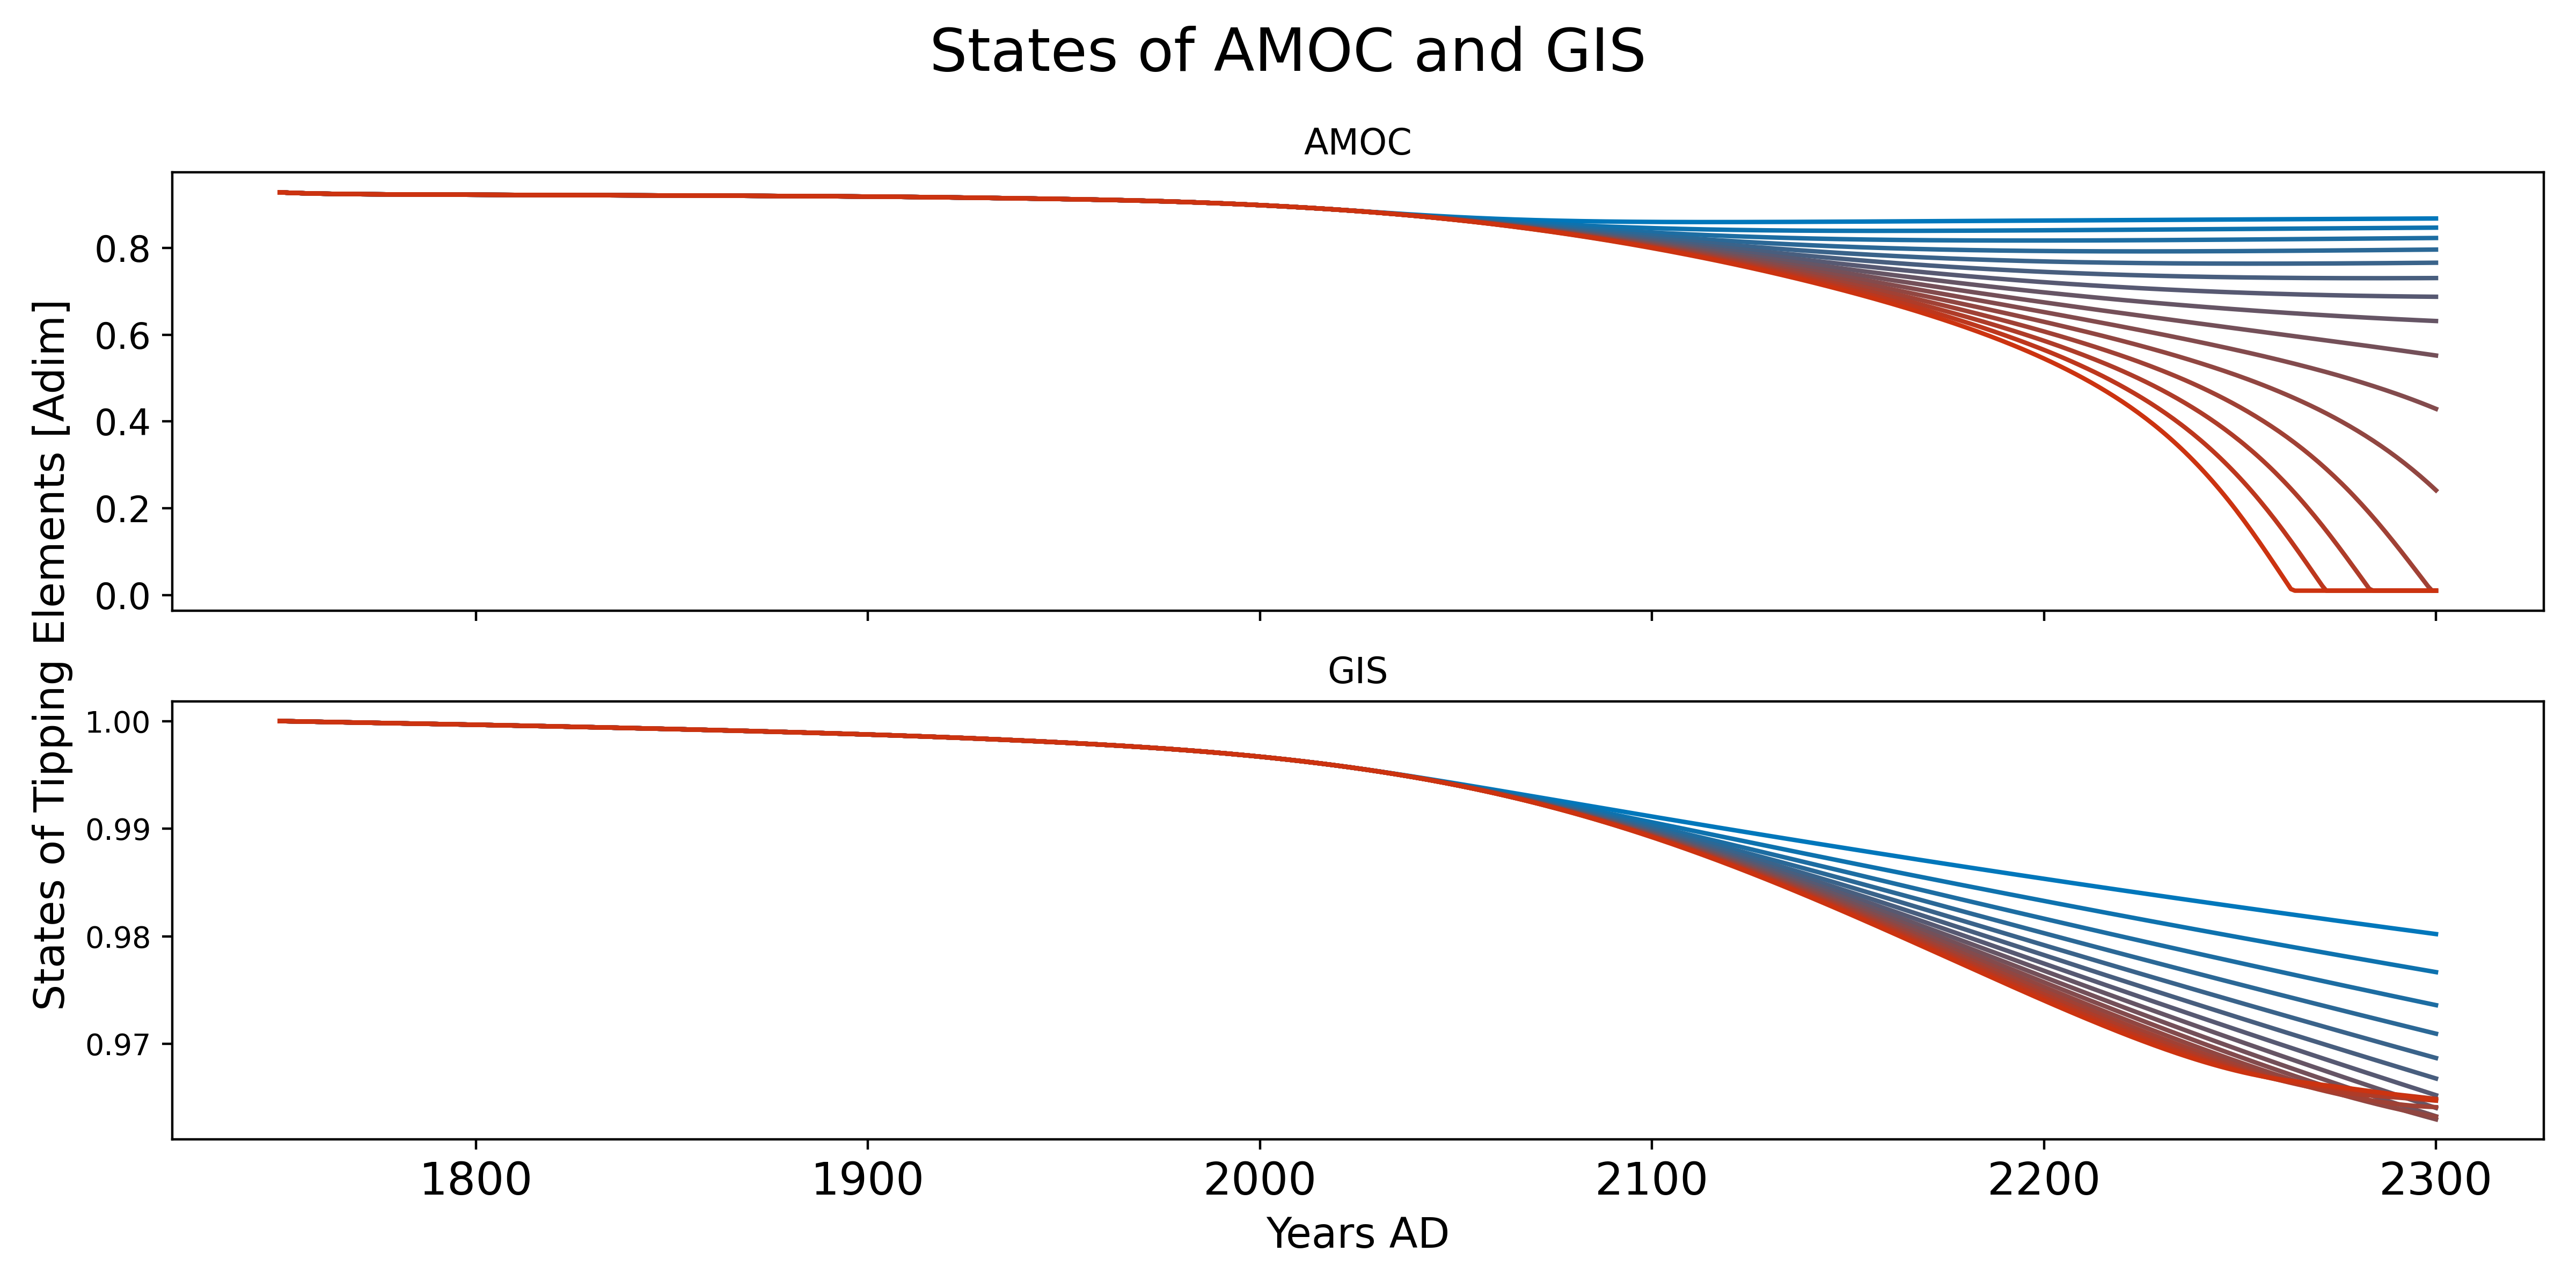 States of AMOC and GIS
AMOC
States of Tipping Elements [Adim]
0.8
0.6
0.4
0.2
0.0
GIS
1.00
0.99
0.98
0.97
1800 1900 2000 2100 2200 2300
Years AD